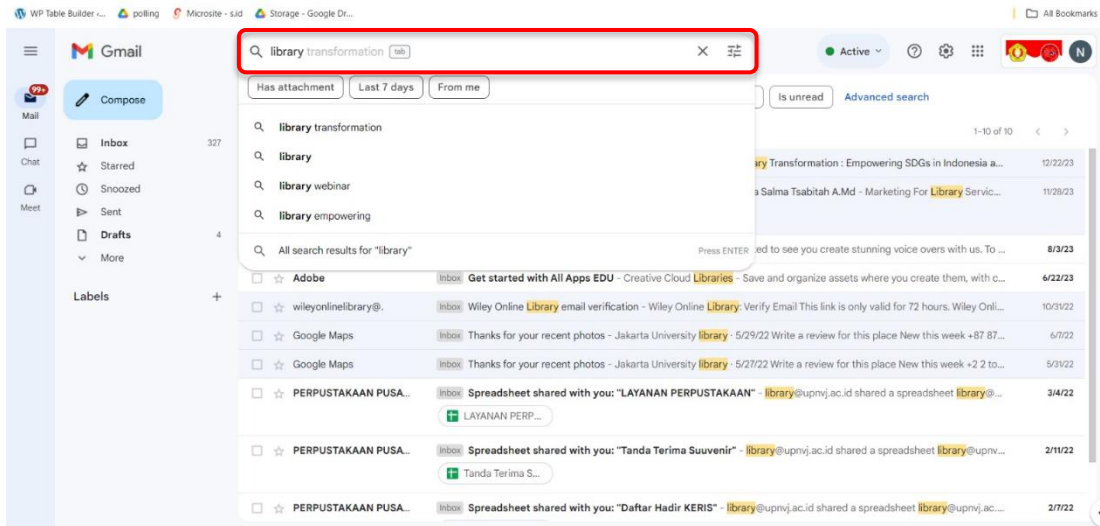 WP Table Builder ‹... polling Microsite - s.id Storage - Google Dr... All Bookmarks
Gmail library transformation tab Active N
99+
Mail
Chat
Meet
Compose
Inbox 327
Starred
Snoozed
Sent
Drafts 4
More
Labels +
Has attachment Last 7 days From me Is unread Advanced search
1–10 of 10
library transformation
library
library webinar
library empowering
All search results for "library" Press ENTER
ary Transformation : Empowering SDGs in Indonesia a... 12/22/23
a Salma Tsabitah A.Md - Marketing For Library Servic... 11/28/23
ted to see you create stunning voice overs with us. To ... 8/3/23
Adobe Inbox Get started with All Apps EDU - Creative Cloud Libraries - Save and organize assets where you create them, with c... 6/22/23
wileyonlinelibrary@. Inbox Wiley Online Library email verification - Wiley Online Library: Verify Email This link is only valid for 72 hours. Wiley Onli... 10/31/22
Google Maps Inbox Thanks for your recent photos - Jakarta University library · 5/29/22 Write a review for this place New this week +87 87... 6/7/22
Google Maps Inbox Thanks for your recent photos - Jakarta University library · 5/27/22 Write a review for this place New this week +2 2 to... 5/31/22
PERPUSTAKAAN PUSA... Inbox Spreadsheet shared with you: "LAYANAN PERPUSTAKAAN" - library@upnvj.ac.id shared a spreadsheet library@... 3/4/22
LAYANAN PERP...
PERPUSTAKAAN PUSA... Inbox Spreadsheet shared with you: "Tanda Terima Suuvenir" - library@upnvj.ac.id shared a spreadsheet library@upnv... 2/11/22
Tanda Terima S...
PERPUSTAKAAN PUSA... Inbox Spreadsheet shared with you: "Daftar Hadir KERIS" - library@upnvj.ac.id shared a spreadsheet library@upnvj.ac.... 2/7/22